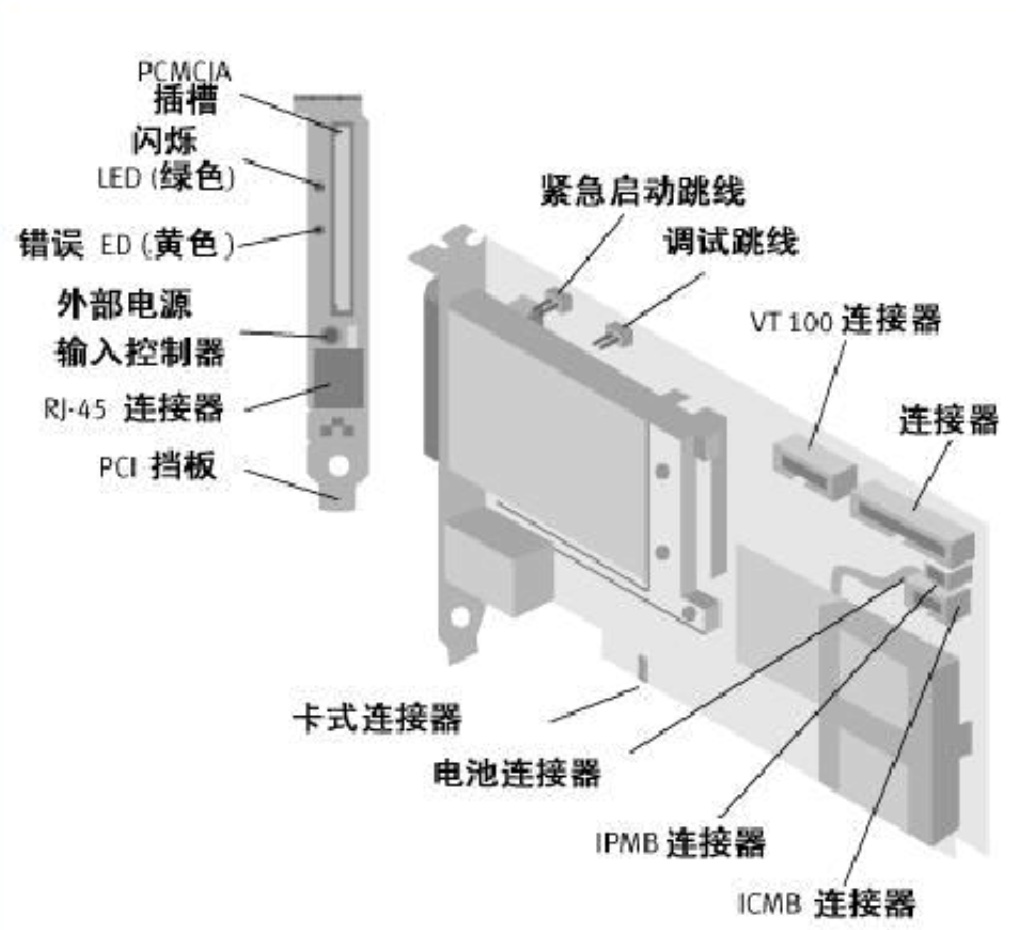 PCMCIA
插槽
闪烁
LED (绿色)
错误 ED (黄色)
外部电源
输入控制器
RJ-45 连接器
PCI 挡板
紧急启动跳线
调试跳线
VT 100 连接器
连接器
卡式连接器
电池连接器
IPMB 连接器
ICMB 连接器